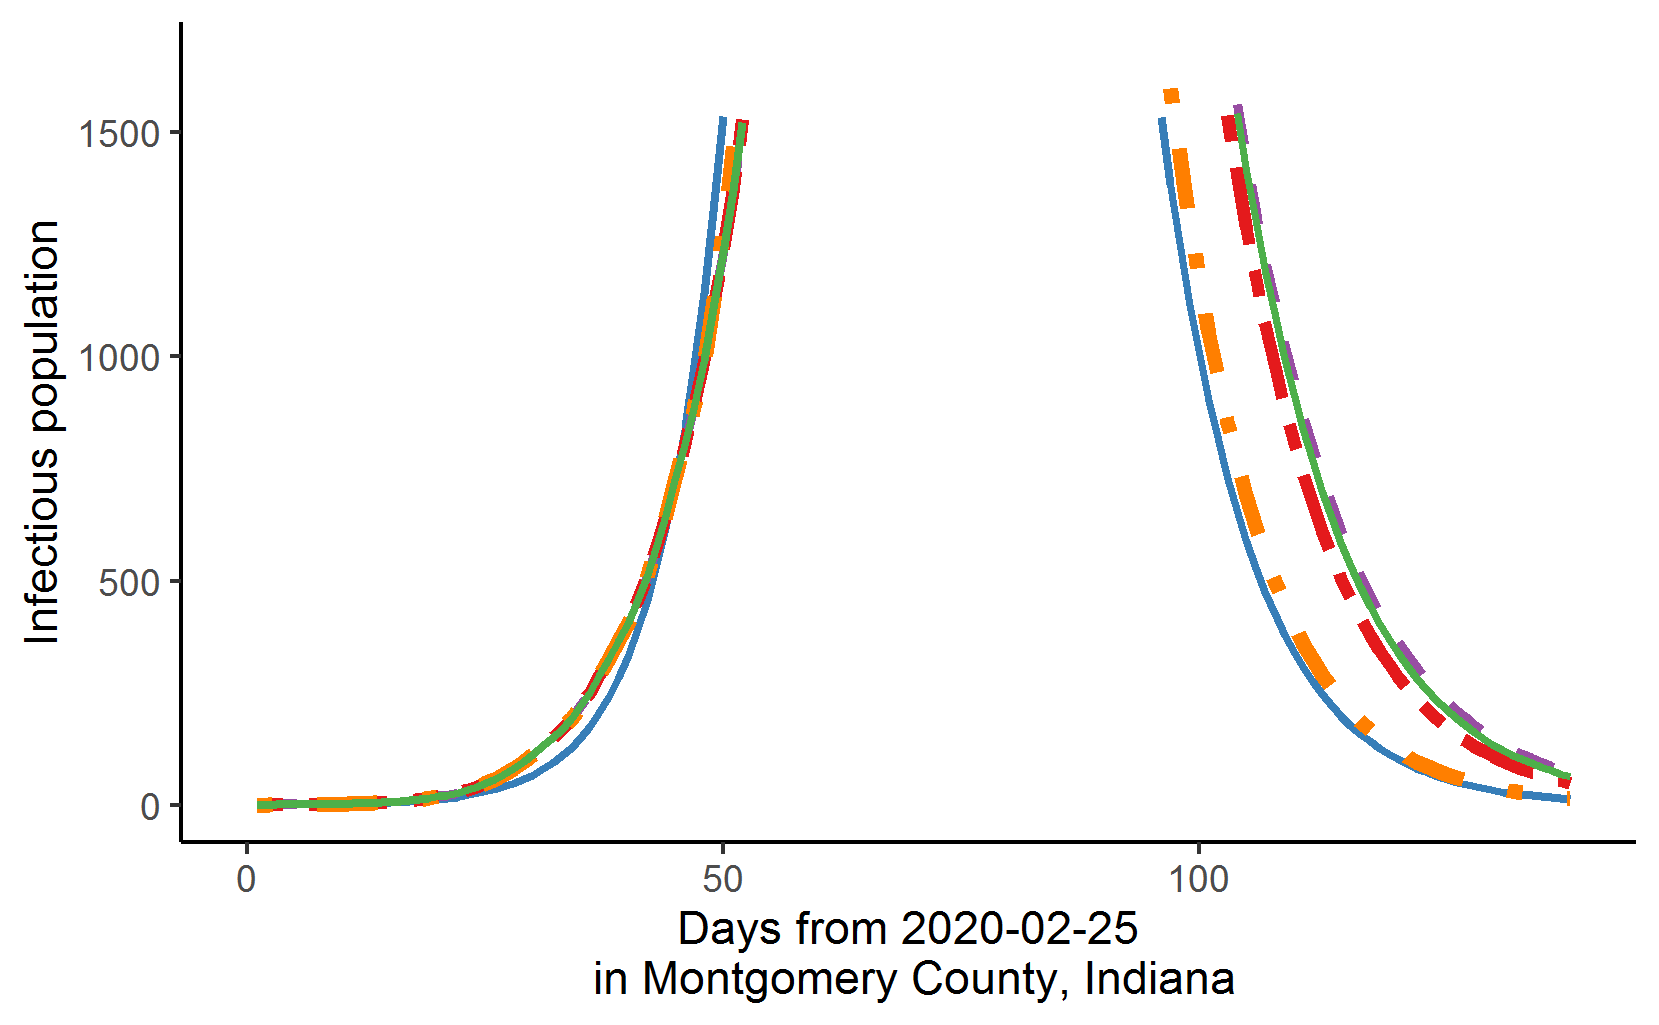 Infectious population
1500
1000
500
0
0 50 100
Days from 2020-02-25
in Montgomery County, Indiana